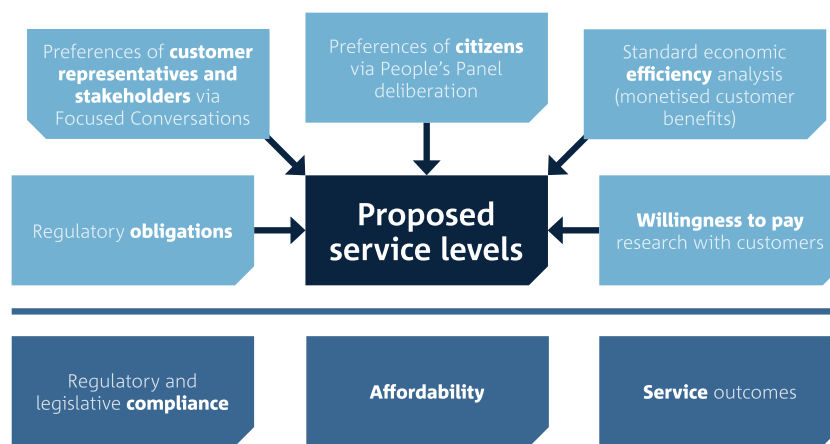 Preferences of customer
representatives and
stakeholders via
Focused Conversations
Preferences of citizens
via People’s Panel
deliberation
Standard economic
efficiency analysis
(monetised customer
benefits)
Regulatory obligations
Proposed
service levels
Willingness to pay
research with customers
Regulatory and
legislative compliance
Affordability
Service outcomes